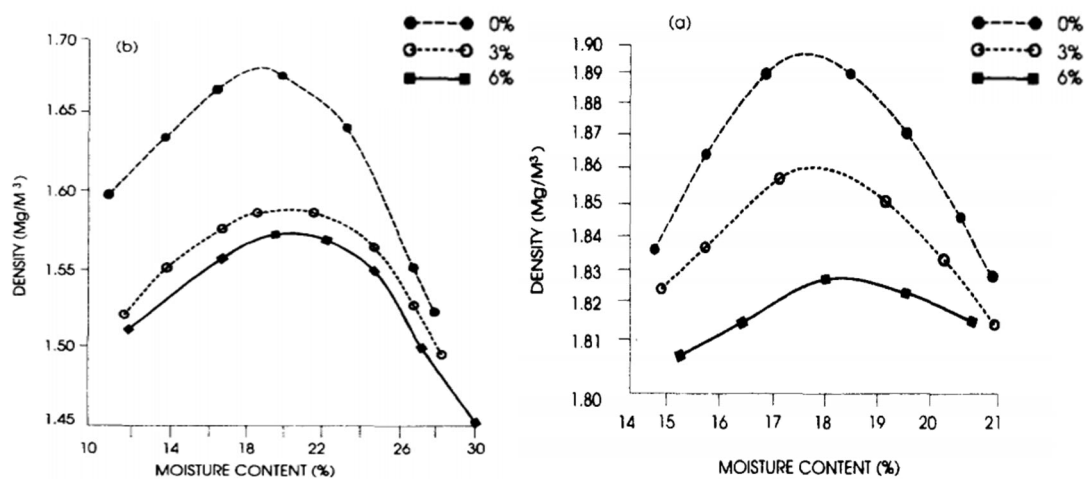 (b)
0%
3%
6%
1.70
1.65
1.60
1.55
1.50
1.45
DENSITY (Mg/M³)
10 14 18 22 26 30
MOISTURE CONTENT (%)
(a)
0%
3%
6%
1.90
1.89
1.88
1.87
1.86
1.85
1.84
1.83
1.82
1.81
1.80
DENSITY (Mg/M³)
14 15 16 17 18 19 20 21
MOISTURE CONTENT (%)